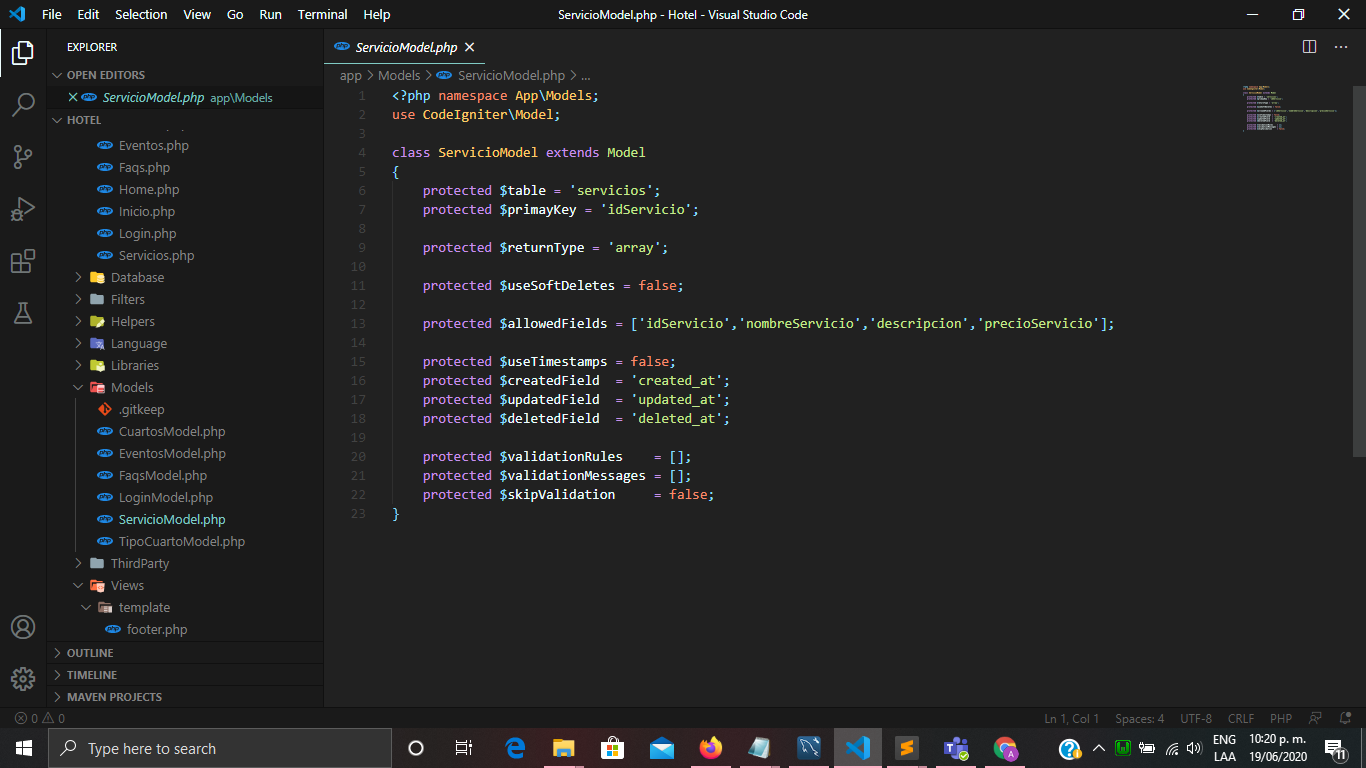 File Edit Selection View Go Run Terminal Help
ServicioModel.php - Hotel - Visual Studio Code
EXPLORER
OPEN EDITORS
ServicioModel.php app\Models
HOTEL
Eventos.php
Faqs.php
Home.php
Inicio.php
Login.php
Servicios.php
Database
Filters
Helpers
Language
Libraries
Models
.gitkeep
CuartosModel.php
EventosModel.php
FaqsModel.php
LoginModel.php
ServicioModel.php
TipoCuartoModel.php
ThirdParty
Views
template
footer.php
OUTLINE
TIMELINE
MAVEN PROJECTS
ServicioModel.php
app > Models > ServicioModel.php > ...
1 <?php namespace App\Models;
2 use CodeIgniter\Model;
3
4 class ServicioModel extends Model
5 {
6 protected $table = 'servicios';
7 protected $primayKey = 'idServicio';
8
9 protected $returnType = 'array';
10
11 protected $useSoftDeletes = false;
12
13 protected $allowedFields = ['idServicio','nombreServicio','descripcion','precioServicio'];
14
15 protected $useTimestamps = false;
16 protected $createdField = 'created_at';
17 protected $updatedField = 'updated_at';
18 protected $deletedField = 'deleted_at';
19
20 protected $validationRules = [];
21 protected $validationMessages = [];
22 protected $skipValidation = false;
23 }
0 0
Ln 1, Col 1 Spaces: 4 UTF-8 CRLF PHP
Type here to search
ENG
LAA
10:20 p. m.
19/06/2020
11